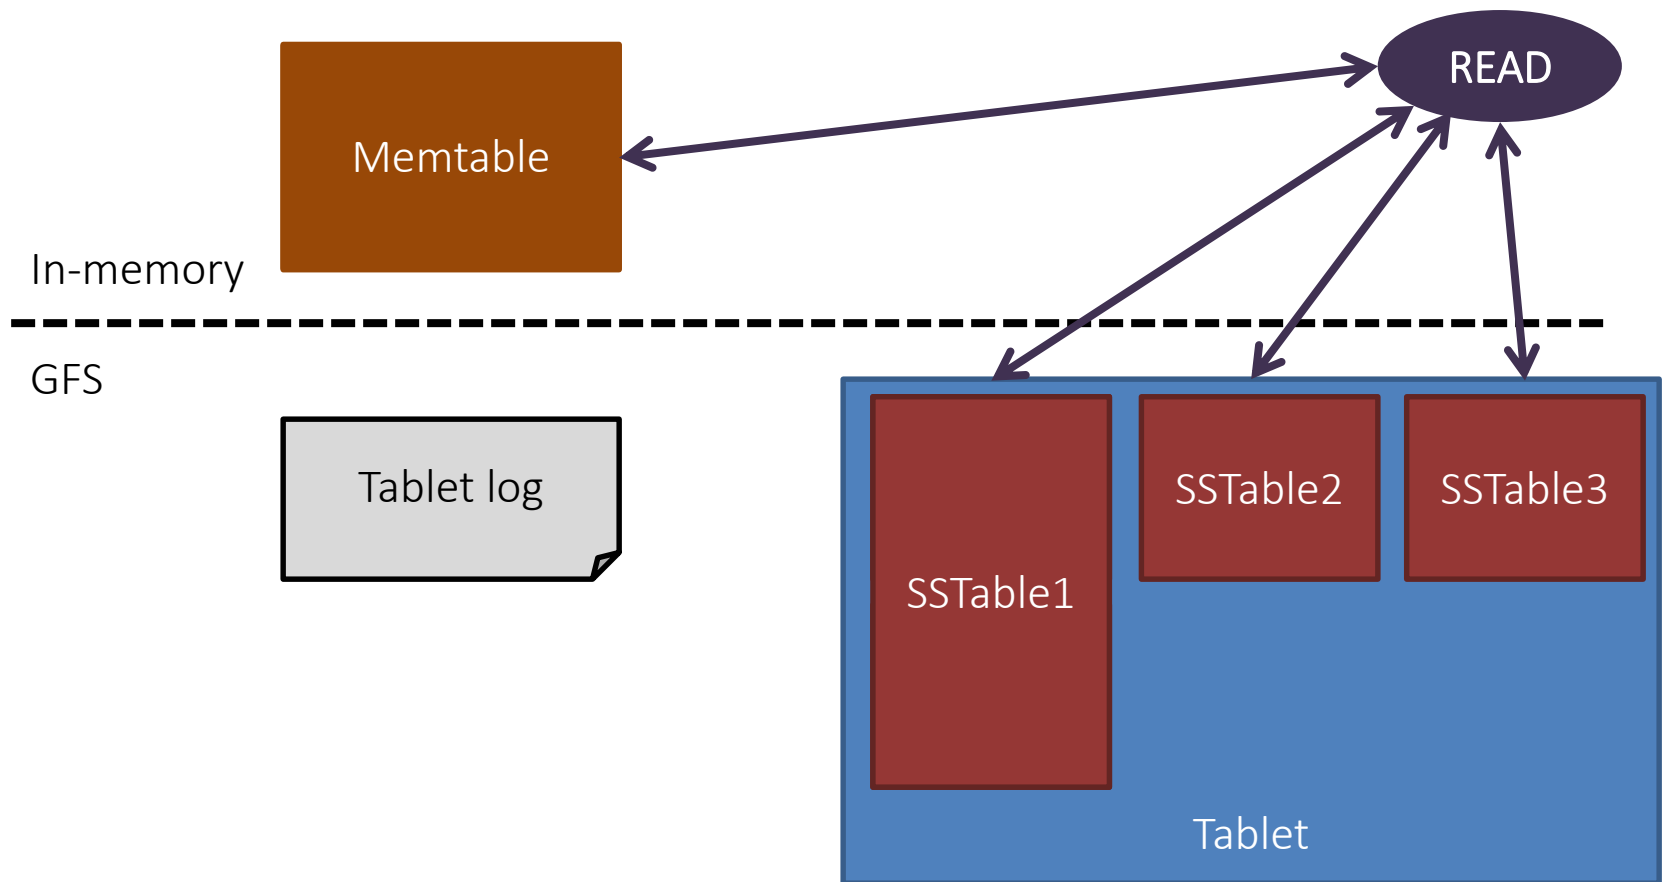 READ
Memtable
In-memory
GFS
Tablet log
SSTable1
SSTable2
SSTable3
Tablet